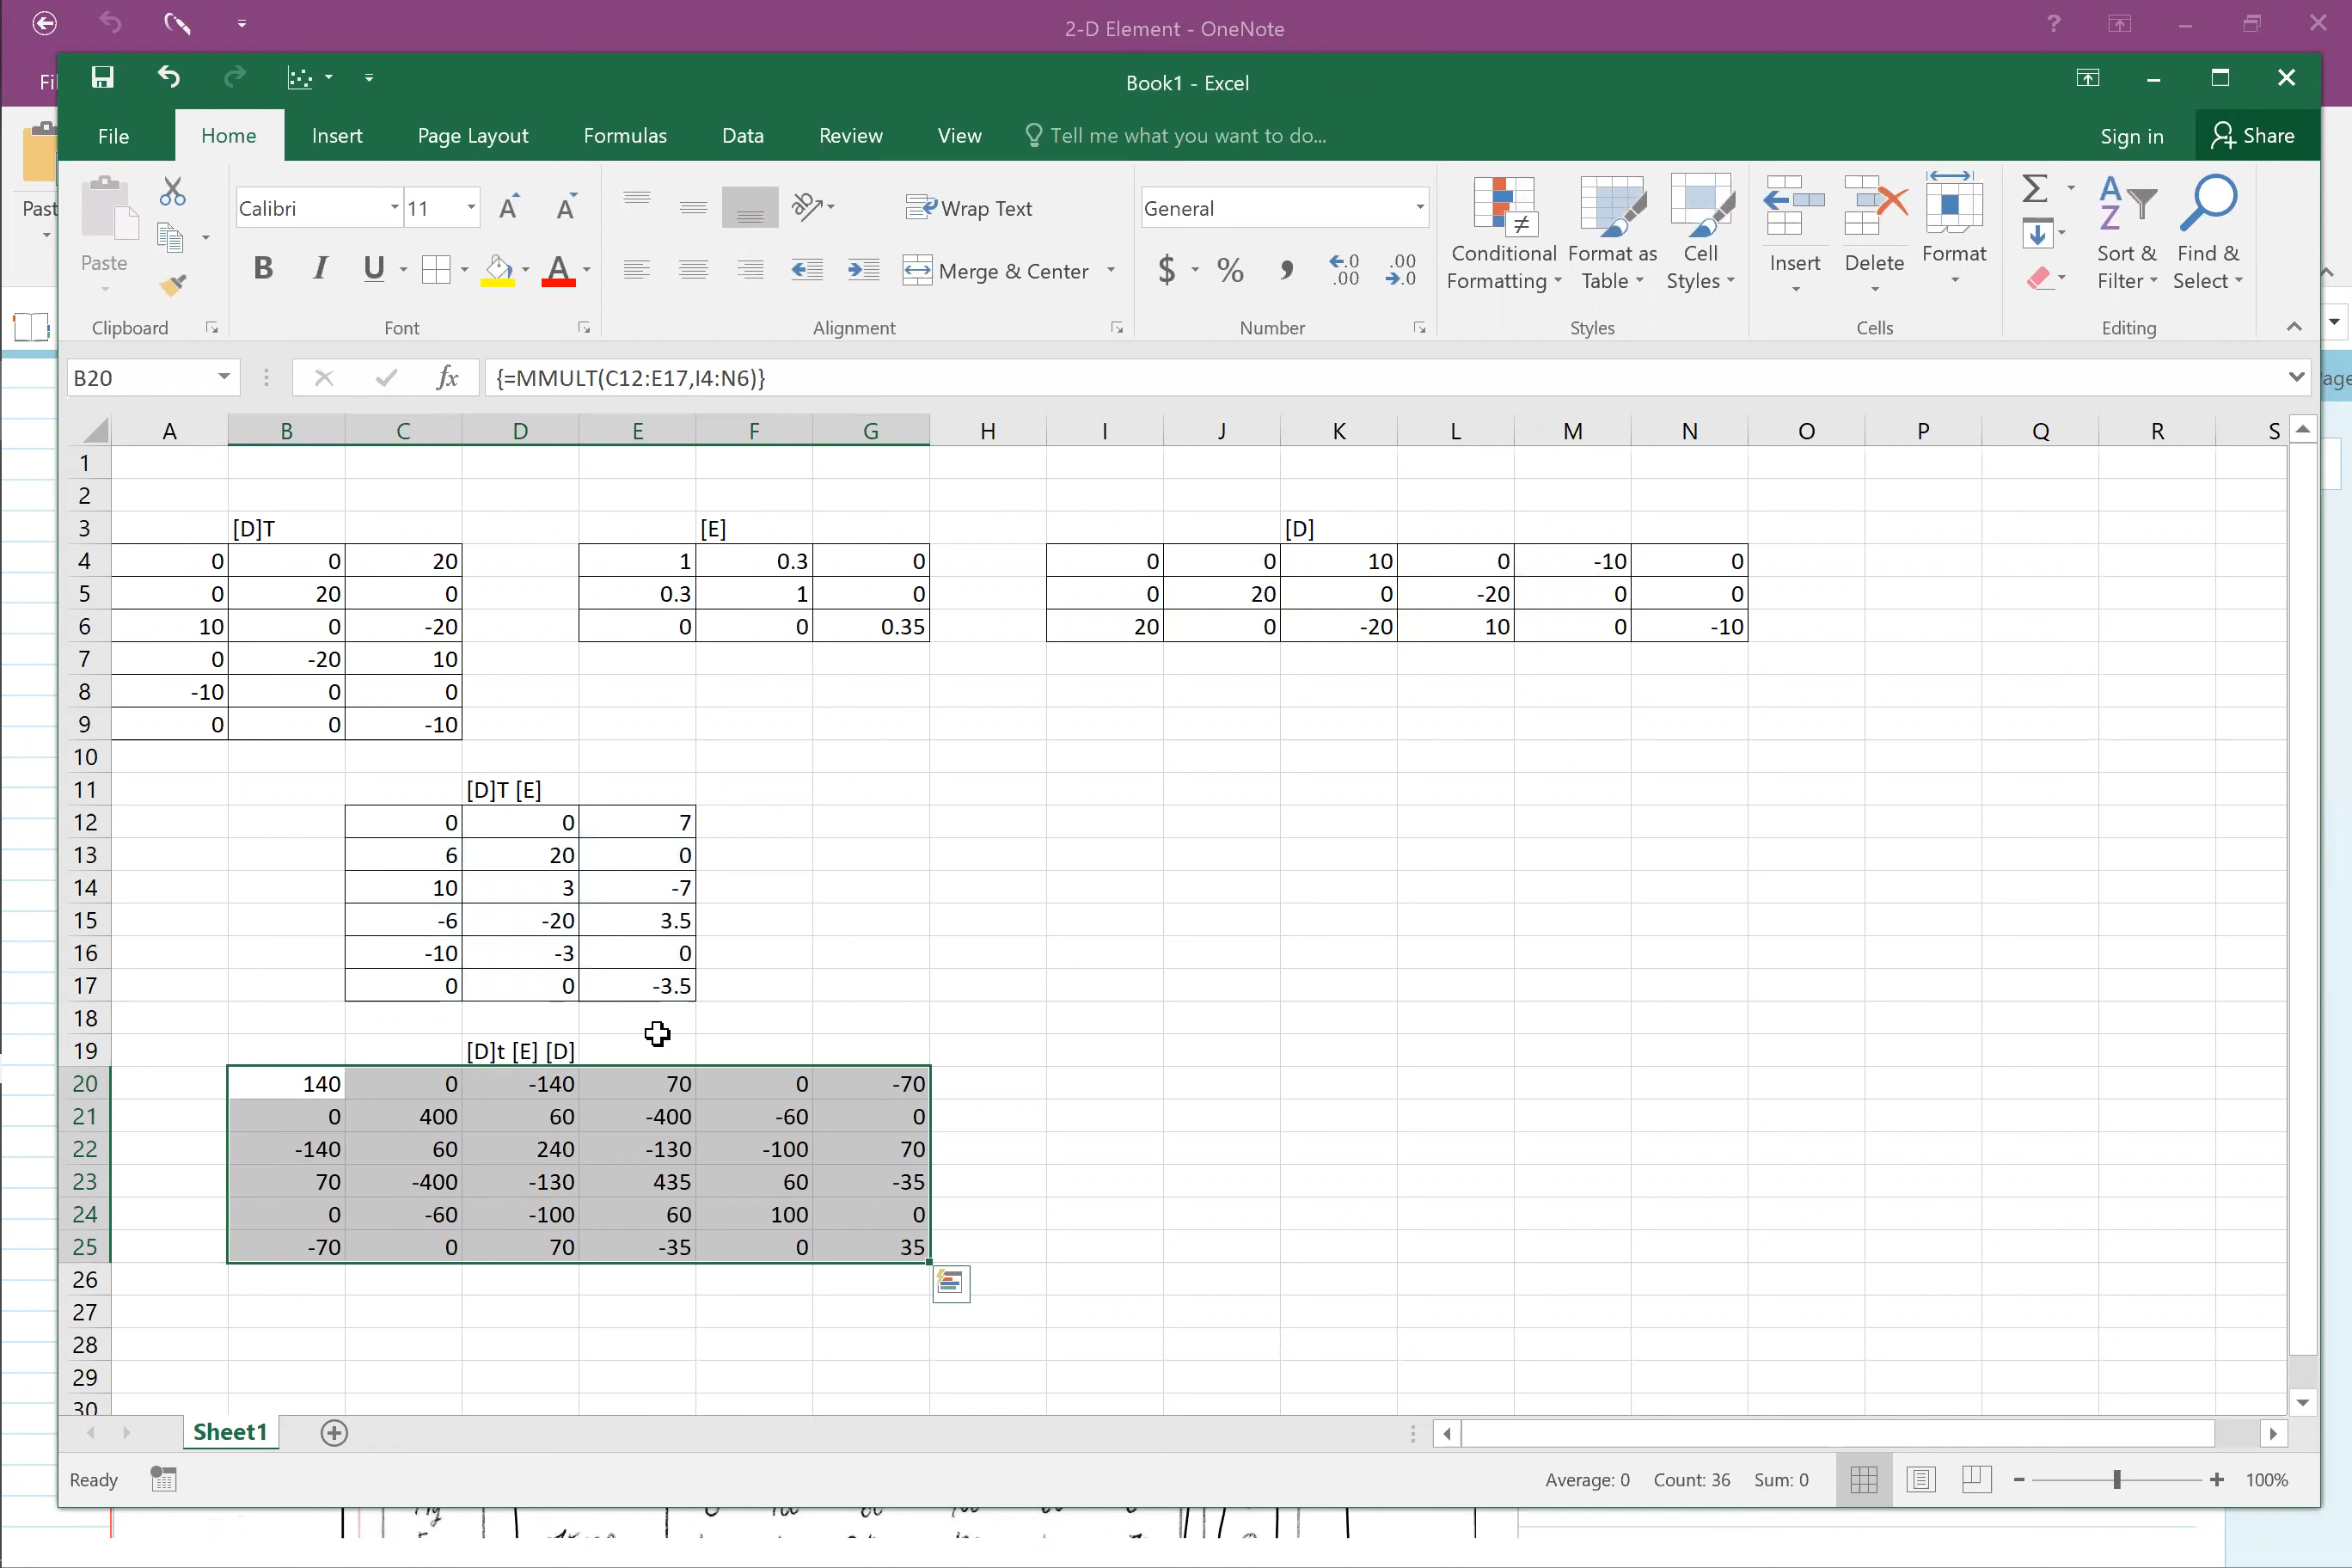 2-D Element - OneNote
?
Fil
Book1 - Excel
File Home Insert Page Layout Formulas Data Review View Tell me what you want to do... Sign in Share
Past
Paste
Calibri 11 A A
B I U A
Wrap Text
Merge & Center
General
$ % , .0 .00 .00 .0
Conditional Formatting
Format as Table
Cell Styles
Insert Delete Format
Sort & Filter
Find & Select
Clipboard Font Alignment Number Styles Cells Editing
B20 fx {=MMULT(C12:E17,I4:N6)}
A B C D E F G H I J K L M N O P Q R S
1
2
3 [D]T [E] [D]
4 0 0 20 1 0.3 0 0 0 10 0 -10 0
5 0 20 0 0.3 1 0 0 20 0 -20 0 0
6 10 0 -20 0 0 0.35 20 0 -20 10 0 -10
7 0 -20 10
8 -10 0 0
9 0 0 -10
10
11 [D]T [E]
12 0 0 7
13 6 20 0
14 10 3 -7
15 -6 -20 3.5
16 -10 -3 0
17 0 0 -3.5
18
19 [D]t [E] [D]
20 140 0 -140 70 0 -70
21 0 400 60 -400 -60 0
22 -140 60 240 -130 -100 70
23 70 -400 -130 435 60 -35
24 0 -60 -100 60 100 0
25 -70 0 70 -35 0 35
26
27
28
29
30
Sheet1
Ready Average: 0 Count: 36 Sum: 0 100%